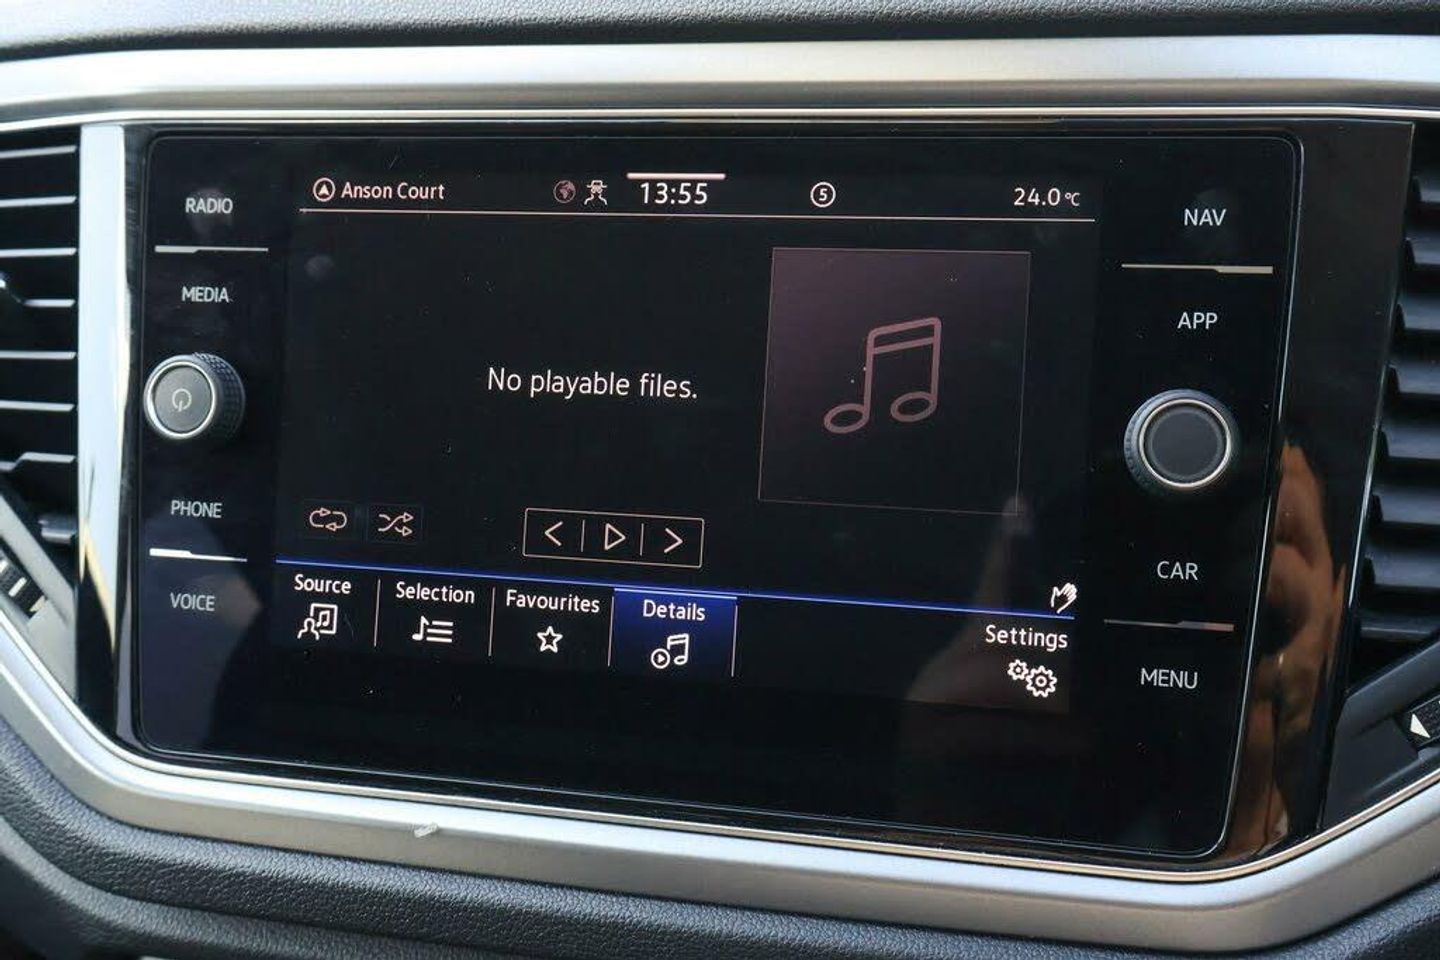 RADIO
MEDIA
PHONE
VOICE
Anson Court
13:55
5
24.0 °C
No playable files.
Source
Selection
Favourites
Details
Settings
NAV
APP
CAR
MENU